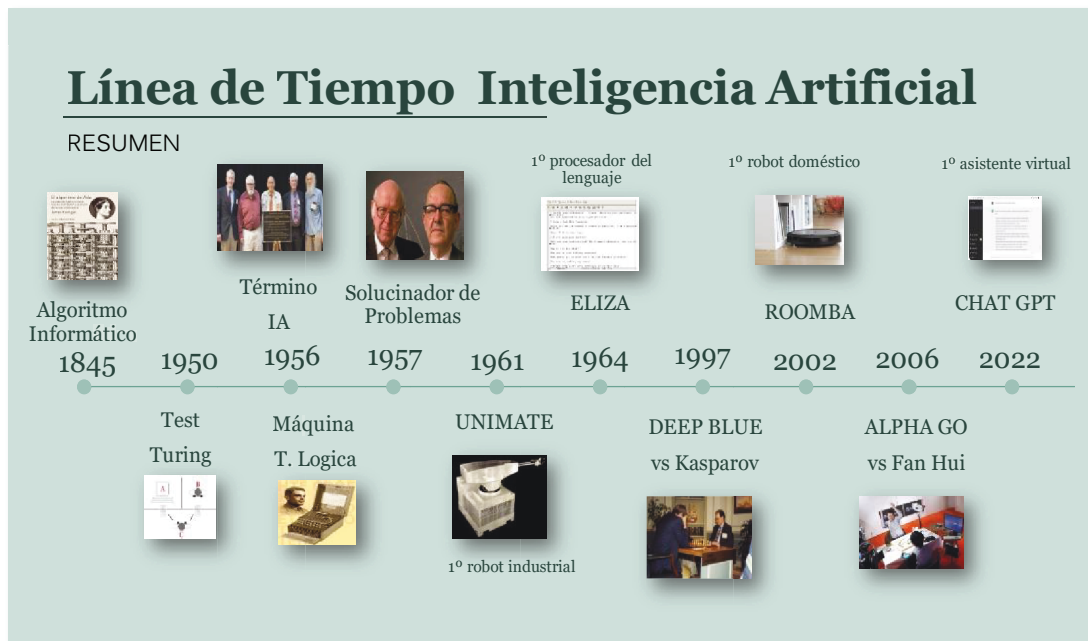 Línea de Tiempo Inteligencia Artificial
RESUMEN
1º procesador del
lenguaje
1º robot doméstico
1º asistente virtual
Algoritmo
Informático
Término
IA
Solucinador de
Problemas
ELIZA
ROOMBA
CHAT GPT
1845
1950
1956
1957
1961
1964
1997
2002
2006
2022
Test
Turing
Máquina
T. Logica
UNIMATE
DEEP BLUE
vs Kasparov
ALPHA GO
vs Fan Hui
A
B
C
1º robot industrial